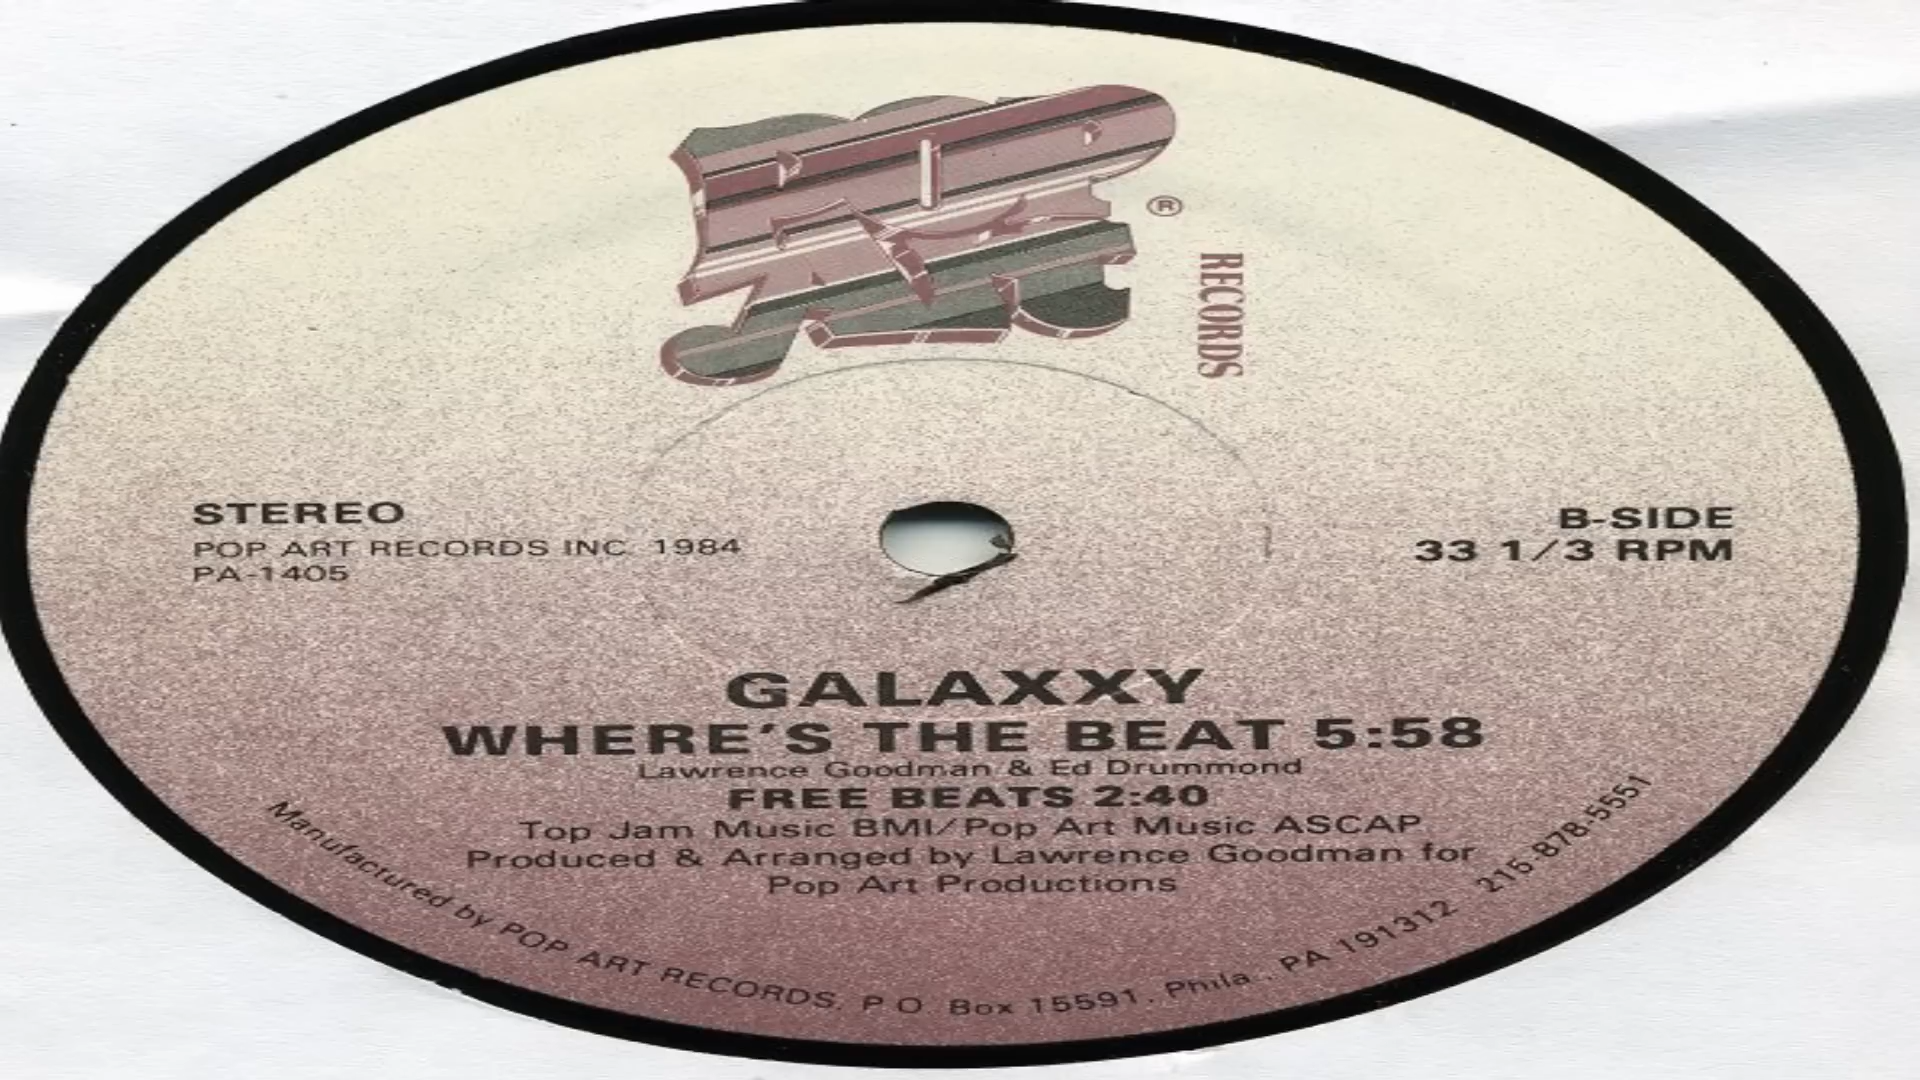 ®
RECORDS
STEREO
POP ART RECORDS INC. 1984
PA-1405
B-SIDE
33 1/3 RPM
GALAXXY
WHERE'S THE BEAT 5:58
Lawrence Goodman & Ed Drummond
FREE BEATS 2:40
Top Jam Music BMI/Pop Art Music ASCAP
Produced & Arranged by Lawrence Goodman for
Pop Art Productions
Manufactured by POP ART RECORDS, P.O. Box 15591, Phila., PA 191312 215-878-5551